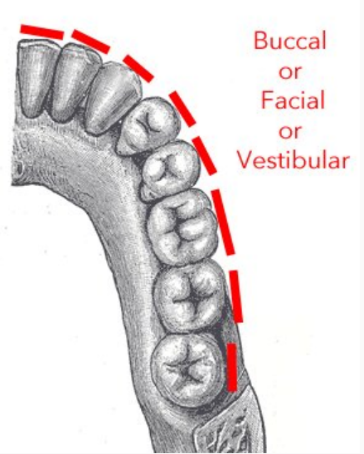 Buccal
or
Facial
or
Vestibular